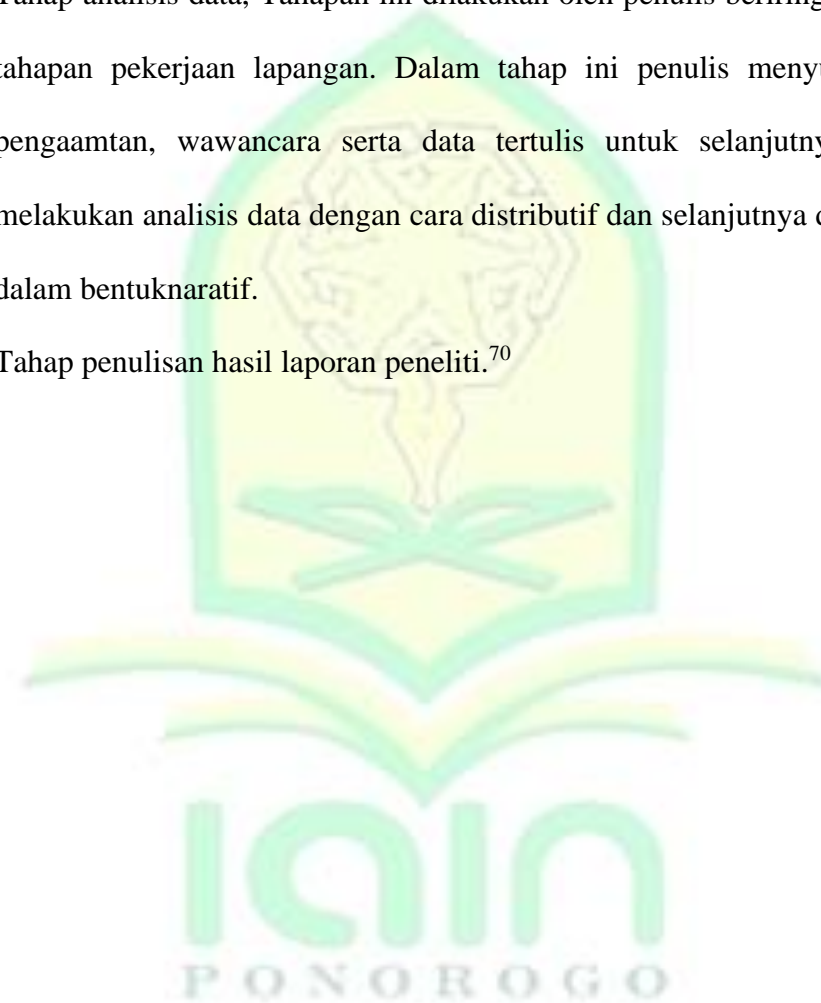 Tahap analisis data, Tahapan ini dilakukan oleh penulis
tahapan pekerjaan lapangan. Dalam tahap ini penulis
pengaamtan, wawancara serta data tertulis untuk
melakukan analisis data dengan cara distributif dan selanjutnya
dalam bentuknaratif.
Tahap penulisan hasil laporan peneliti.70
iain
PONOROGO